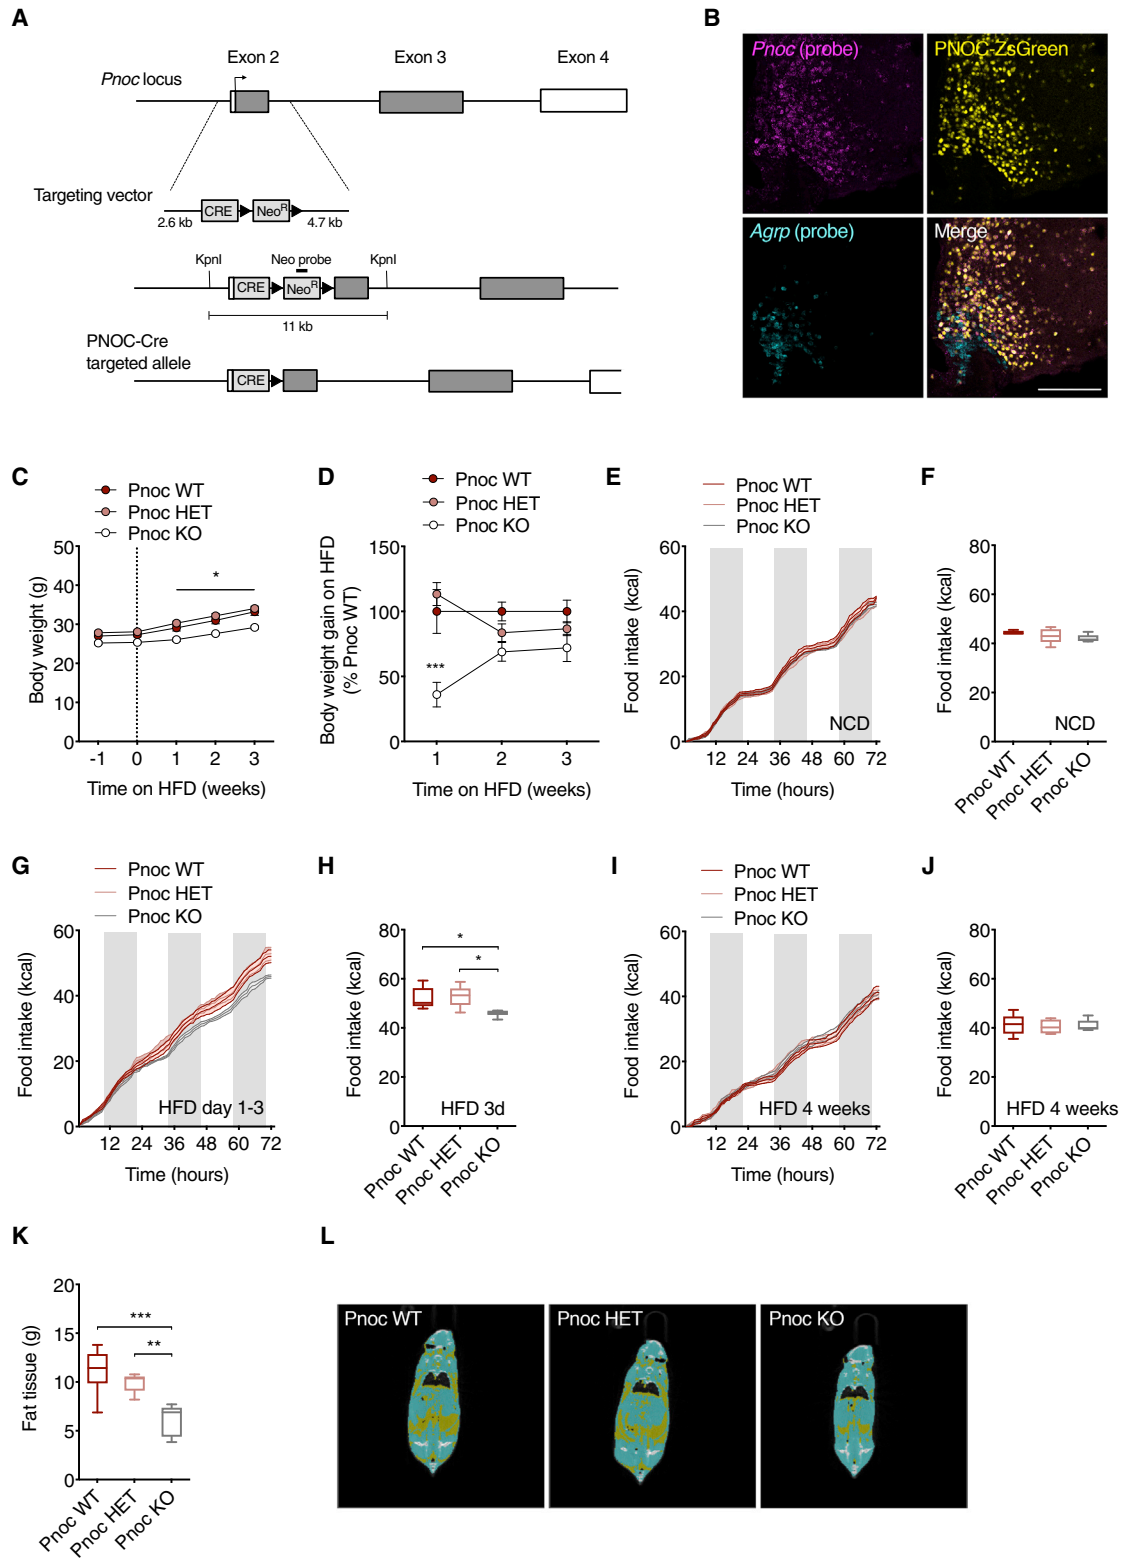 A
Exon 2
Exon 3
Exon 4
Pnoc locus
Targeting vector
CRE
NeoR
2.6 kb
4.7 kb
KpnI
Neo probe
KpnI
CRE
NeoR
11 kb
PNOC-Cre
targeted allele
CRE
B
Pnoc (probe)
PNOC-ZsGreen
Agrp (probe)
Merge
C
Pnoc WT
Pnoc HET
Pnoc KO
Body weight (g)
50
40
30
20
10
0
*
-1 0 1 2 3
Time on HFD (weeks)
D
Pnoc WT
Pnoc HET
Pnoc KO
Body weight gain on HFD
(% Pnoc WT)
150
100
50
0
***
1 2 3
Time on HFD (weeks)
E
Pnoc WT
Pnoc HET
Pnoc KO
Food intake (kcal)
60
40
20
0
NCD
12 24 36 48 60 72
Time (hours)
F
Food intake (kcal)
80
60
40
20
0
NCD
Pnoc WT
Pnoc HET
Pnoc KO
G
Pnoc WT
Pnoc HET
Pnoc KO
Food intake (kcal)
60
40
20
0
HFD day 1-3
12 24 36 48 60 72
Time (hours)
H
Food intake (kcal)
80
60
40
20
0
*
*
HFD 3d
Pnoc WT
Pnoc HET
Pnoc KO
I
Pnoc WT
Pnoc HET
Pnoc KO
Food intake (kcal)
60
40
20
0
HFD 4 weeks
12 24 36 48 60 72
Time (hours)
J
Food intake (kcal)
80
60
40
20
0
HFD 4 weeks
Pnoc WT
Pnoc HET
Pnoc KO
K
Fat tissue (g)
20
15
10
5
0
***
**
Pnoc WT
Pnoc HET
Pnoc KO
L
Pnoc WT
Pnoc HET
Pnoc KO